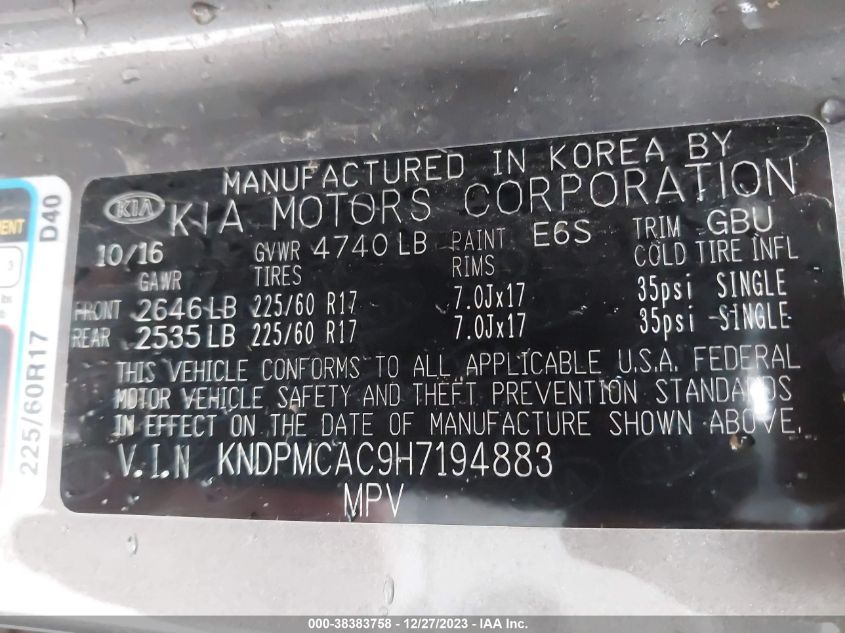 MANUFACTURED IN KOREA BY
KIA KIA MOTORS CORPORATION
10/16 GVWR 4740 LB PAINT E6S TRIM GBU
GAWR TIRES RIMS COLD TIRE INFL
FRONT 2646 LB 225/60 R17 7.0Jx17 35psi SINGLE
REAR 2535 LB 225/60 R17 7.0Jx17 35psi SINGLE
THIS VEHICLE CONFORMS TO ALL APPLICABLE U.S.A. FEDERAL
MOTOR VEHICLE SAFETY AND THEFT PREVENTION STANDARDS
IN EFFECT ON THE DATE OF MANUFACTURE SHOWN ABOVE.
V.I.N KNDPMCAC9H7194883
MPV
D40
225/60R17
000-38383758 - 12/27/2023 - IAA Inc.